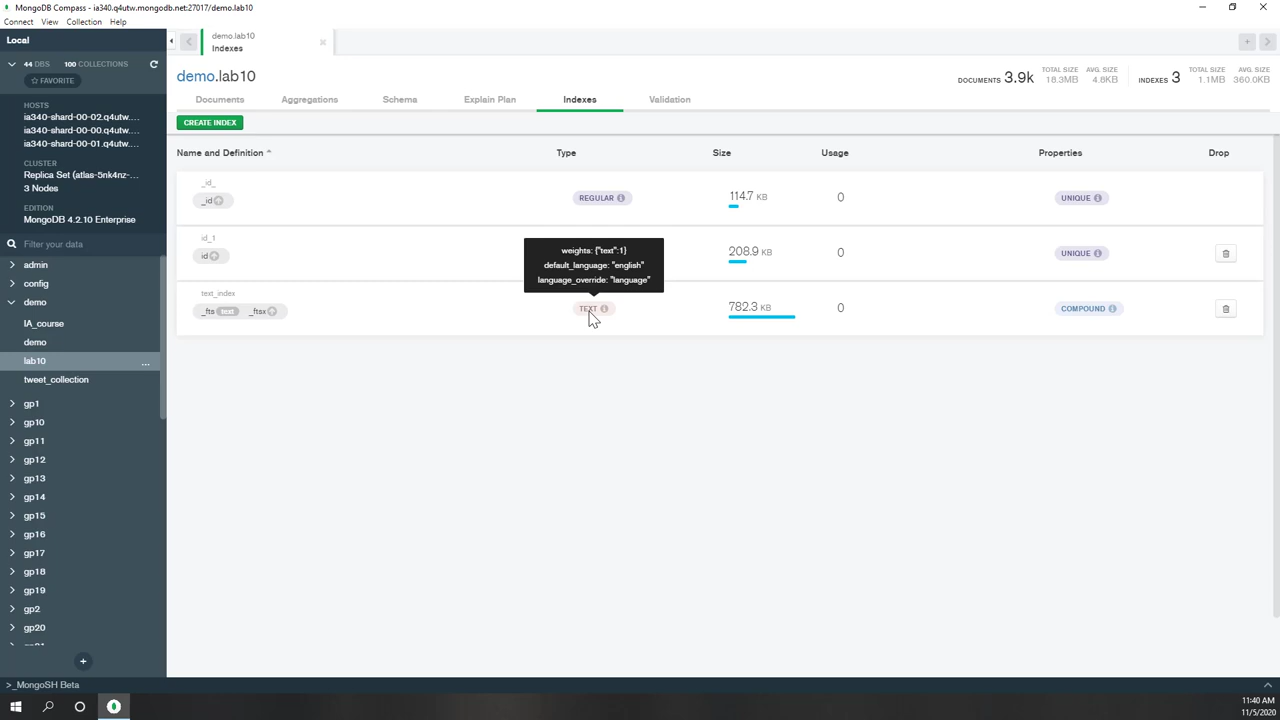 MongoDB Compass - ia340.q4utw.mongodb.net:27017/demo.lab10
Connect View Collection Help
Local
44 DBS 100 COLLECTIONS
☆ FAVORITE
HOSTS
ia340-shard-00-02.q4utw....
ia340-shard-00-00.q4utw....
ia340-shard-00-01.q4utw....
CLUSTER
Replica Set (atlas-5nk4nz-...
3 Nodes
EDITION
MongoDB 4.2.10 Enterprise
Filter your data
admin
config
demo
IA_course
demo
lab10 ...
tweet_collection
gp1
gp10
gp11
gp12
gp13
gp14
gp15
gp16
gp17
gp18
gp19
gp2
gp20
>_MongoSH Beta
demo.lab10
Indexes
demo.lab10
DOCUMENTS 3.9k TOTAL SIZE 18.3MB AVG. SIZE 4.8KB INDEXES 3 TOTAL SIZE 1.1MB AVG. SIZE 360.0KB
Documents Aggregations Schema Explain Plan Indexes Validation
CREATE INDEX
Name and Definition Type Size Usage Properties Drop
_id_
_id REGULAR 114.7 KB 0 UNIQUE
id_1
id 208.9 KB 0 UNIQUE
weights: {"text":1}
default_language: "english"
language_override: "language"
text_index
_fts text _ftsx TEXT 782.3 KB 0 COMPOUND
11:40 AM
11/5/2020